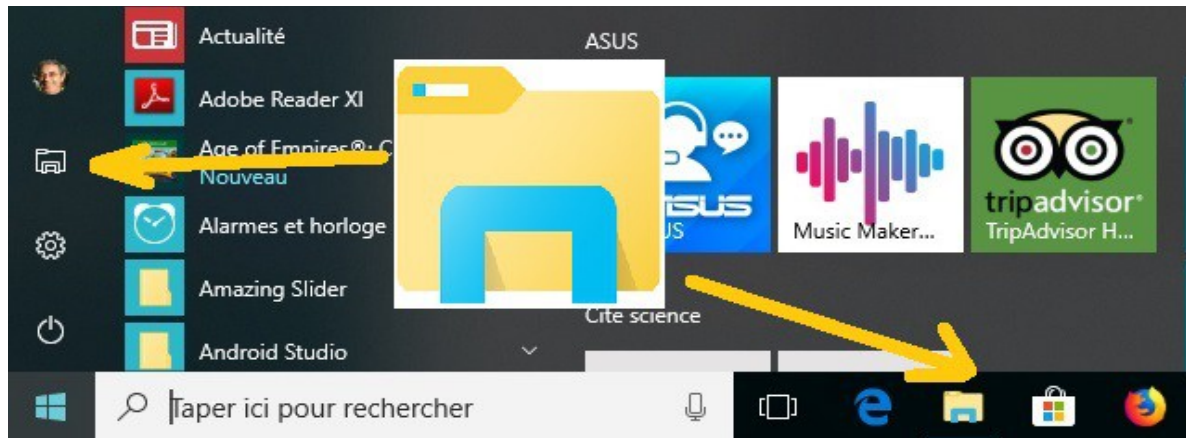 Actualité
Adobe Reader XI
Age of Empires®: C
Nouveau
Alarmes et horloge
Amazing Slider
Android Studio
ASUS
Music Maker...
tripadvisor®
TripAdvisor H...
Cite science
Taper ici pour rechercher